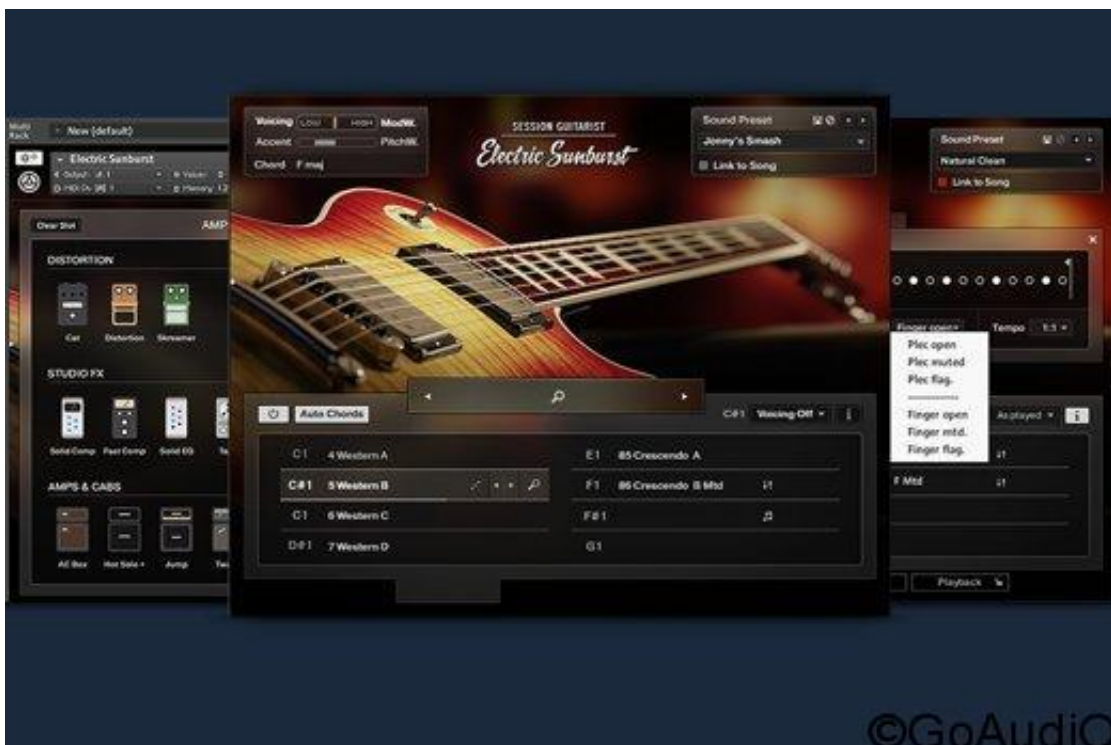 Multi
Rack
New (default)
Electric Sunburst
AMP
Clear Slot
DISTORTION
Cat
Distortion
Skreamer
STUDIO FX
Solid Comp
Fast Comp
Solid EQ
AMPS & CABS
AC Box
Hot Solo +
Jump
Voicing LOW HIGH ModW.
Accent PitchW.
Chord F maj
SESSION GUITARIST
Electric Sunburst
Sound Preset
Jenny's Smash
Link to Song
Auto Chords
C#1 Voicing Off
C1 4 Western A
C#1 5 Western B
C1 6 Western C
D#1 7 Western D
E1 85 Crescendo A
F1 86 Crescendo B Mtd
F#1
G1
Sound Preset
Natural Clean
Link to Song
Finger open
Tempo 1:1
Plec open
Plec muted
Plec flag.
Finger open
Finger mtd.
Finger flag.
As played
F Mtd
Playback
©GoAudiO